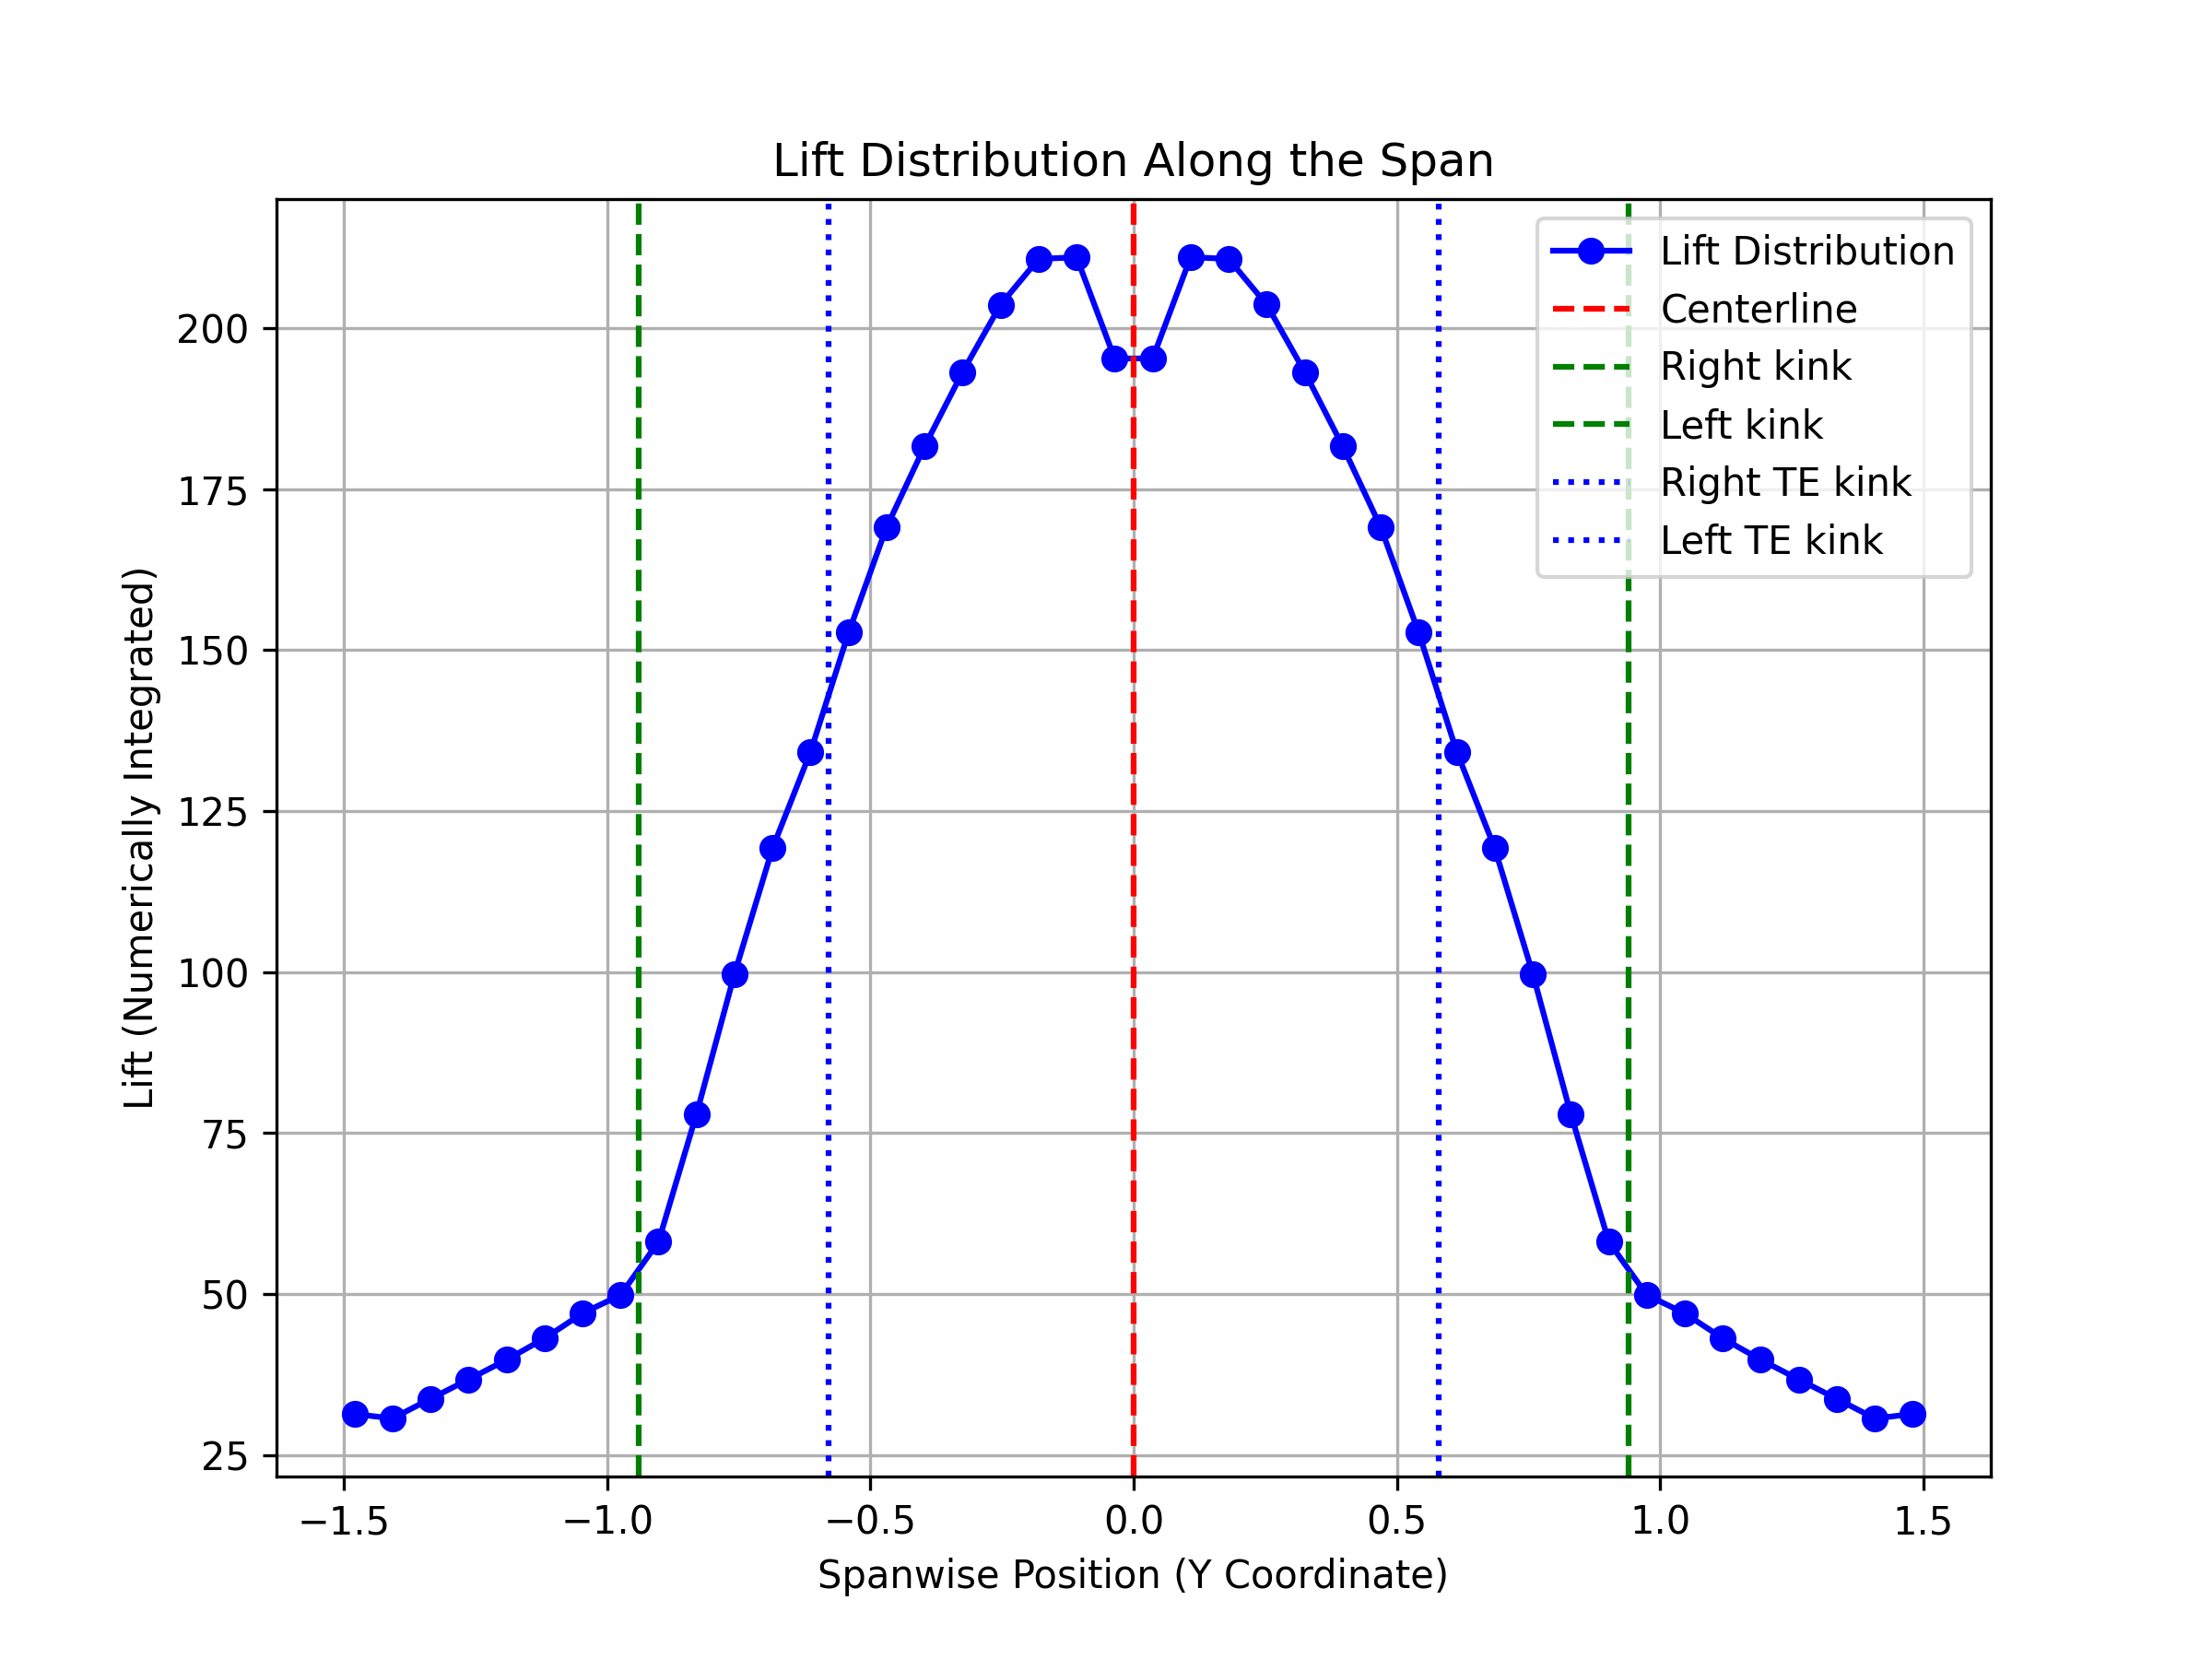 Lift Distribution Along the Span
Lift Distribution
Centerline
Right kink
Left kink
Right TE kink
Left TE kink
200
175
150
125
100
75
50
25
Lift (Numerically Integrated)
−1.5
−1.0
−0.5
0.0
0.5
1.0
1.5
Spanwise Position (Y Coordinate)